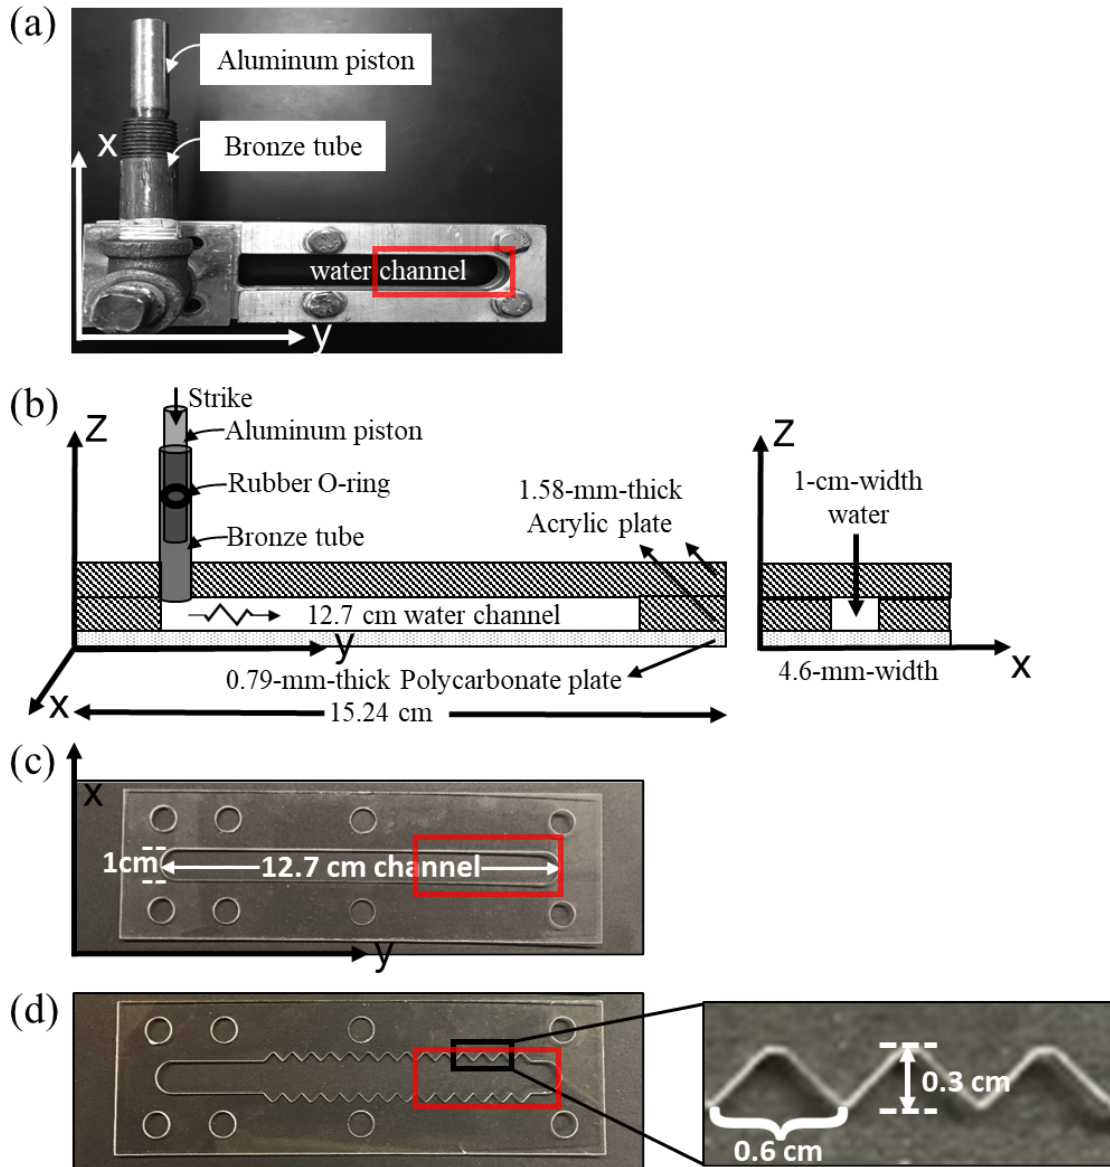 (a)
Aluminum piston
X
Bronze tube
water channel
y
(b)
Strike
Z
Aluminum piston
Rubber O-ring
Bronze tube
1.58-mm-thick
Acrylic plate
12.7 cm water channel
y
0.79-mm-thick Polycarbonate plate
X
15.24 cm
Z
1-cm-width
water
4.6-mm-width
X
(c)
X
1cm
12.7 cm channel
y
(d)
0.3 cm
0.6 cm